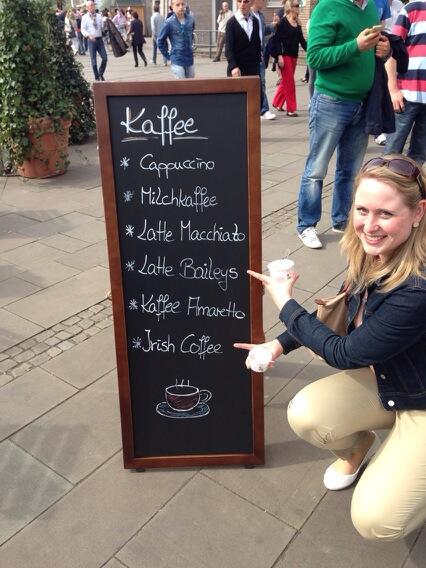 Kaffee
* Cappuccino
* Milchkaffee
* Latte Macchiato
* Latte Baileys
* Kaffee Amaretto
* Irish Coffee